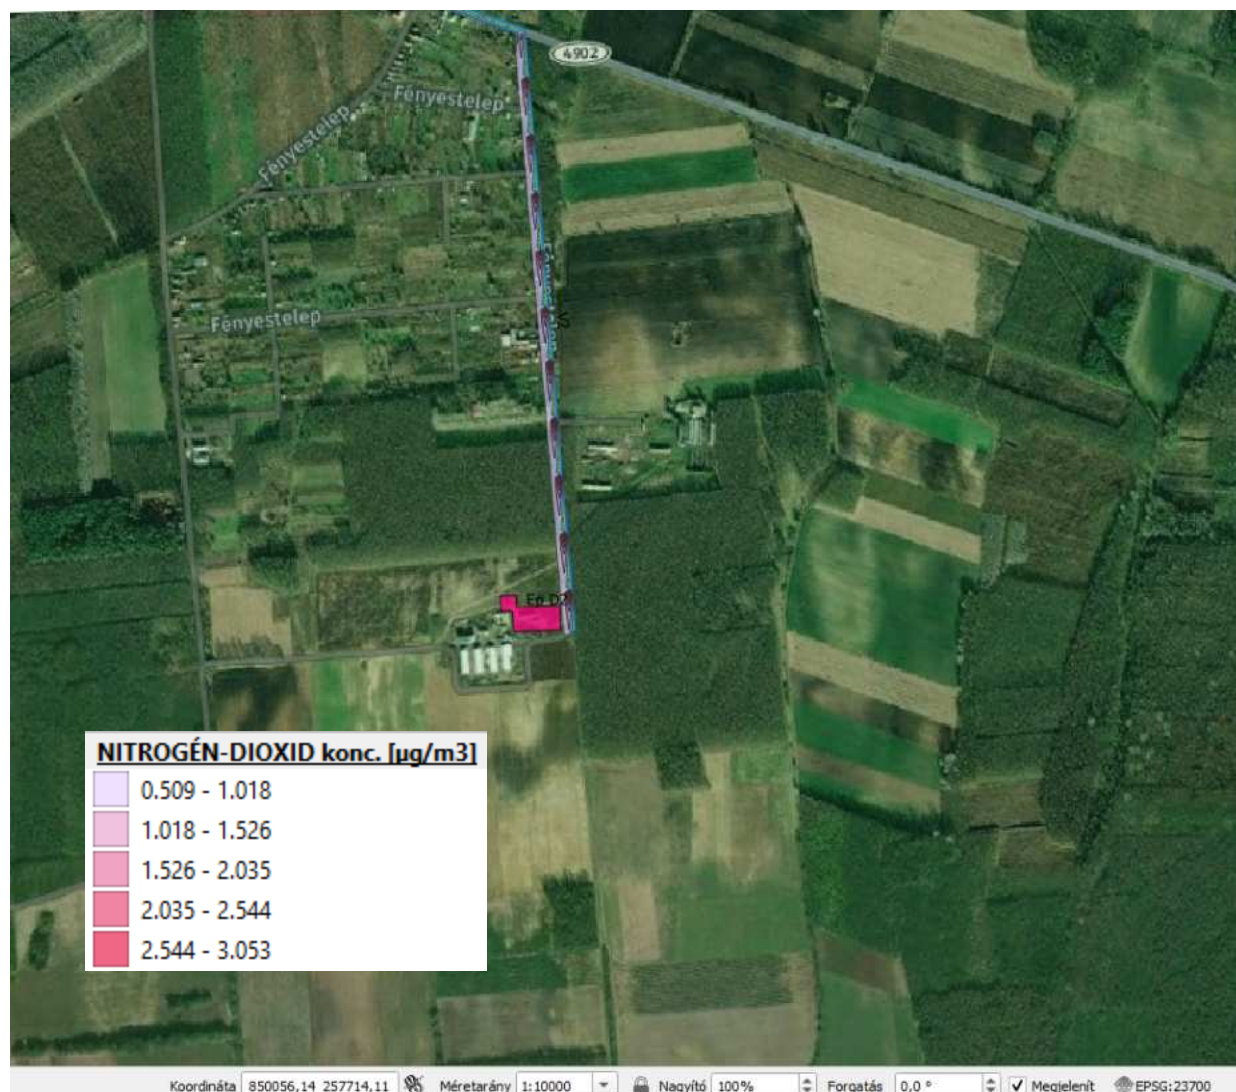 4902
Fényestelep
Fényestelep
Fényestelep
Ép D2
NITROGÉN-DIOXID konc. [µg/m3]
0.509 - 1.018
1.018 - 1.526
1.526 - 2.035
2.035 - 2.544
2.544 - 3.053
Koordináta 850056,14 257714,11 Méretarány 1:10000 Nagyító 100% Forgatás 0,0 ° Megjelenít EPSG:23700